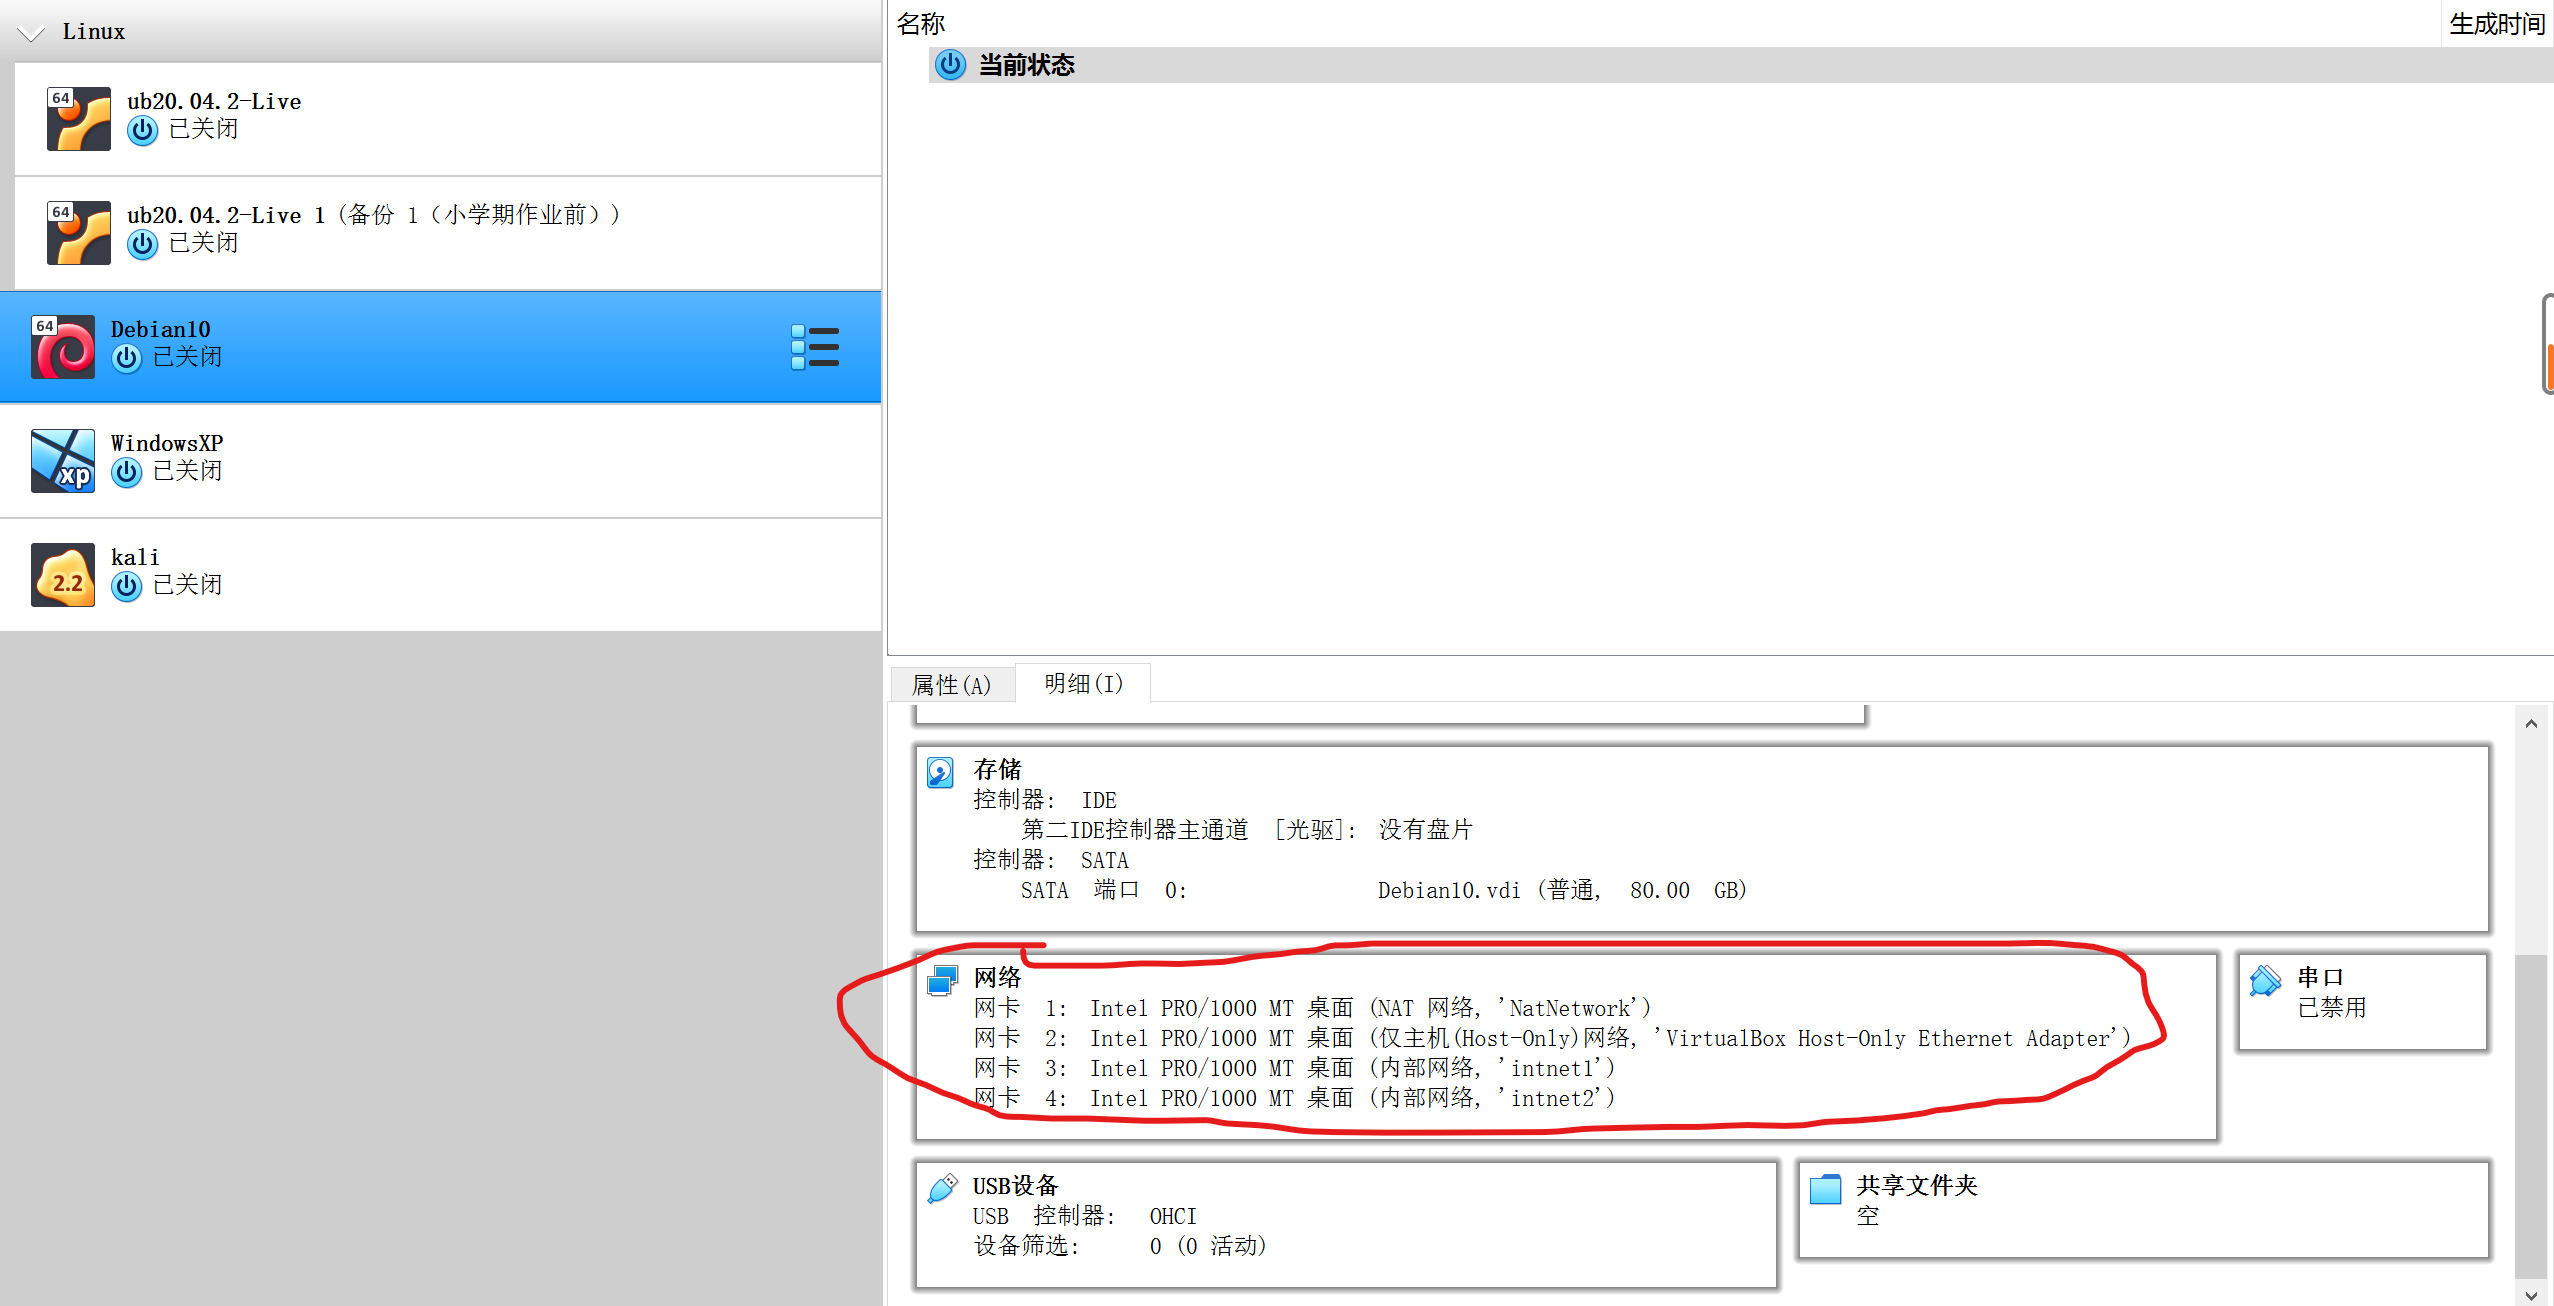 Linux
64
ub20.04.2-Live
已关闭
64
ub20.04.2-Live 1 (备份 1（小学期作业前）)
已关闭
64
Debian10
已关闭
xp
WindowsXP
已关闭
2.2
kali
已关闭
名称 生成时间
当前状态
属性(A) 明细(I)
存储
控制器: IDE
第二IDE控制器主通道 [光驱]: 没有盘片
控制器: SATA
SATA 端口 0: Debian10.vdi (普通, 80.00 GB)
网络
网卡 1: Intel PRO/1000 MT 桌面 (NAT 网络, 'NatNetwork')
网卡 2: Intel PRO/1000 MT 桌面 (仅主机(Host-Only)网络, 'VirtualBox Host-Only Ethernet Adapter')
网卡 3: Intel PRO/1000 MT 桌面 (内部网络, 'intnet1')
网卡 4: Intel PRO/1000 MT 桌面 (内部网络, 'intnet2')
串口
已禁用
USB设备
USB 控制器: OHCI
设备筛选: 0 (0 活动)
共享文件夹
空